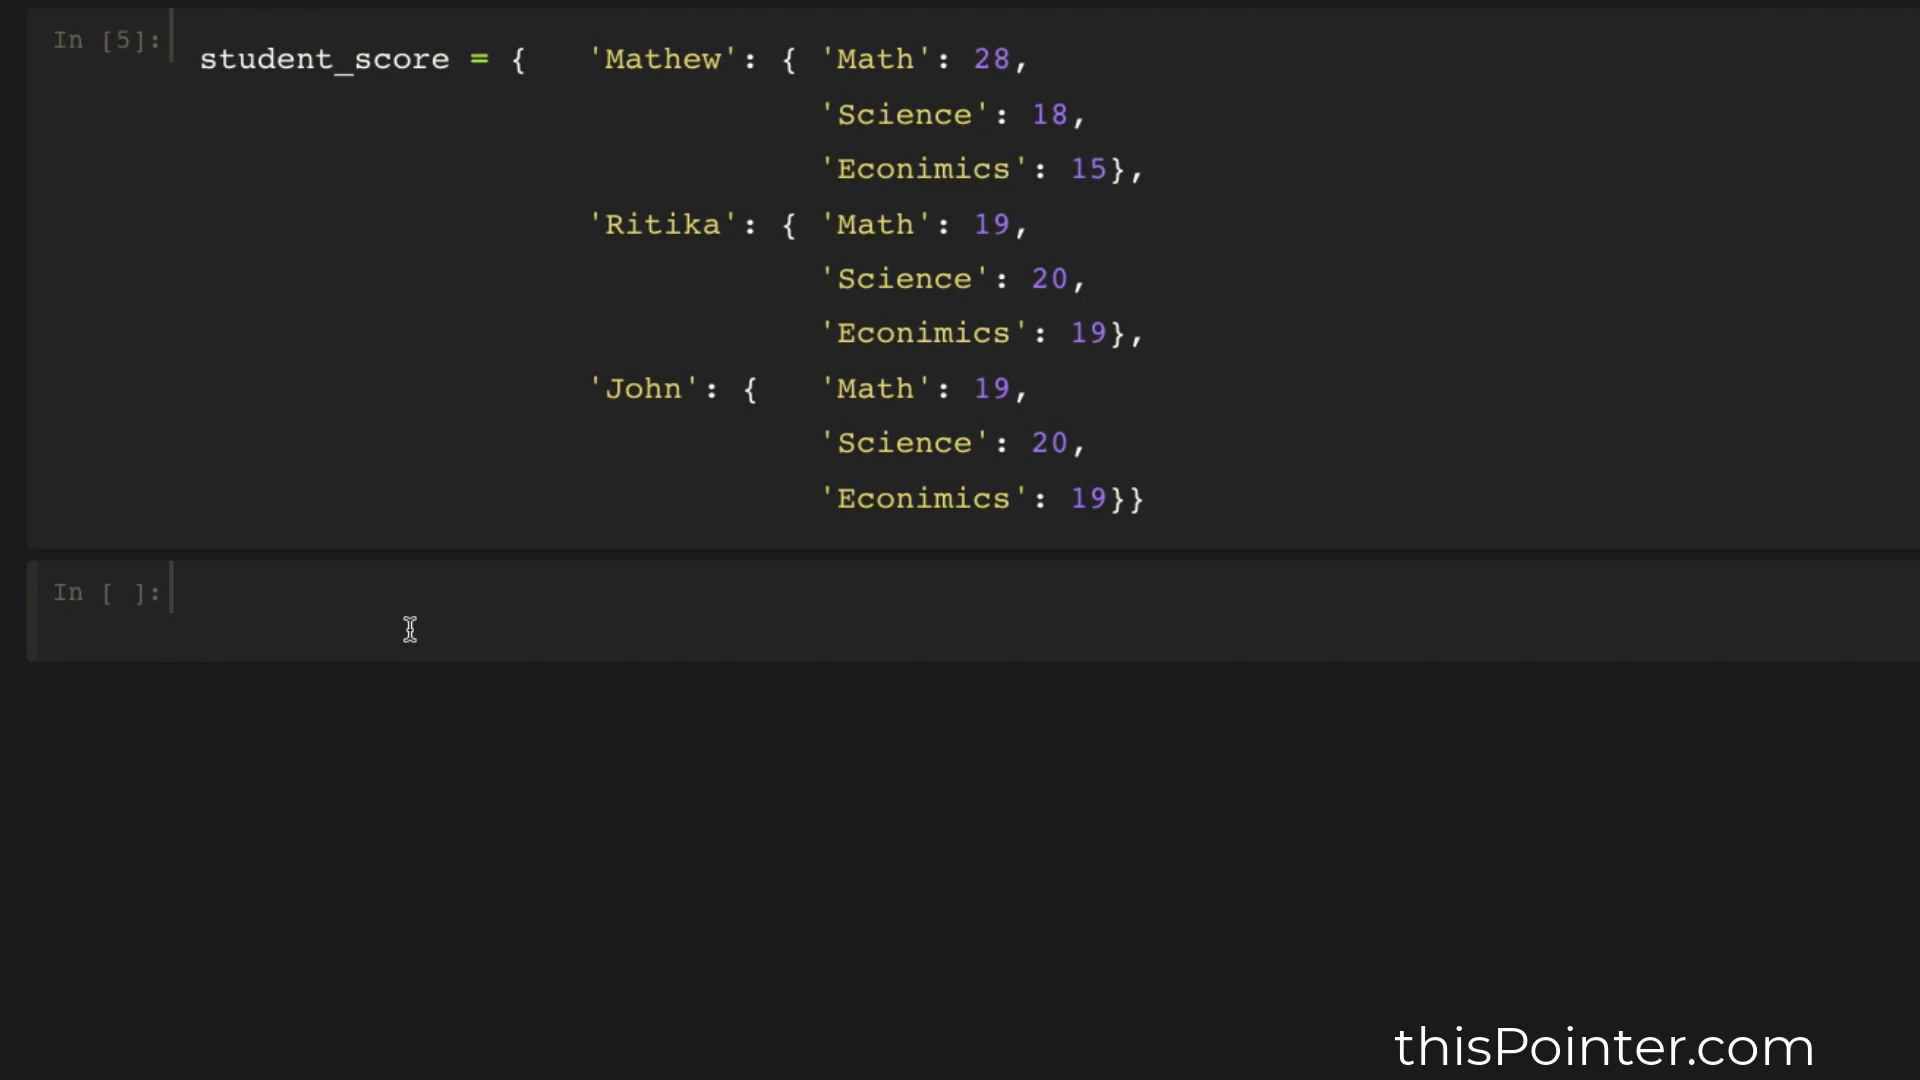 In [5]:
student_score = { 'Mathew': { 'Math': 28,
'Science': 18,
'Econimics': 15},
'Ritika': { 'Math': 19,
'Science': 20,
'Econimics': 19},
'John': { 'Math': 19,
'Science': 20,
'Econimics': 19}}
In [ ]:
thisPointer.com